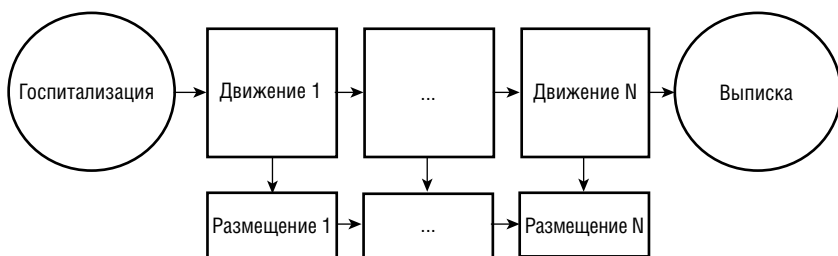 Госпитализация
Движение 1
...
Движение N
Выписка
Размещение 1
...
Размещение N